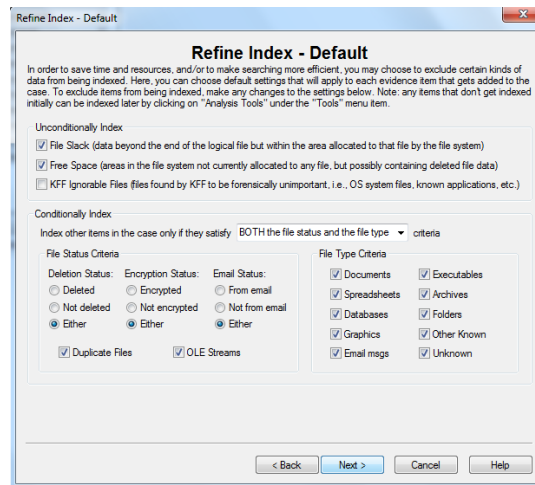 Refine Index - Default
Refine Index - Default
In order to save time and resources, and/or to make searching more efficient, you may choose to exclude certain kinds of
data from being indexed. Here, you can choose default settings that will apply to each evidence item that gets added to the
case. To exclude items from being indexed, make any changes to the settings below. Note: any items that don't get indexed
initially can be indexed later by clicking on "Analysis Tools" under the "Tools" menu item.
Unconditionally Index
File Slack (data beyond the end of the logical file but within the area allocated to that file by the file system)
Free Space (areas in the file system not currently allocated to any file, but possibly containing deleted file data)
KFF Ignorable Files (files found by KFF to be forensically unimportant, i.e., OS system files, known applications, etc.)
Conditionally Index
Index other items in the case only if they satisfy BOTH the file status and the file type criteria
File Status Criteria File Type Criteria
Deletion Status: Encryption Status: Email Status: Documents Executables
Deleted Encrypted From email Spreadsheets Archives
Not deleted Not encrypted Not from email Databases Folders
Either Either Either Graphics Other Known
Duplicate Files OLE Streams Email msgs Unknown
< Back Next > Cancel Help